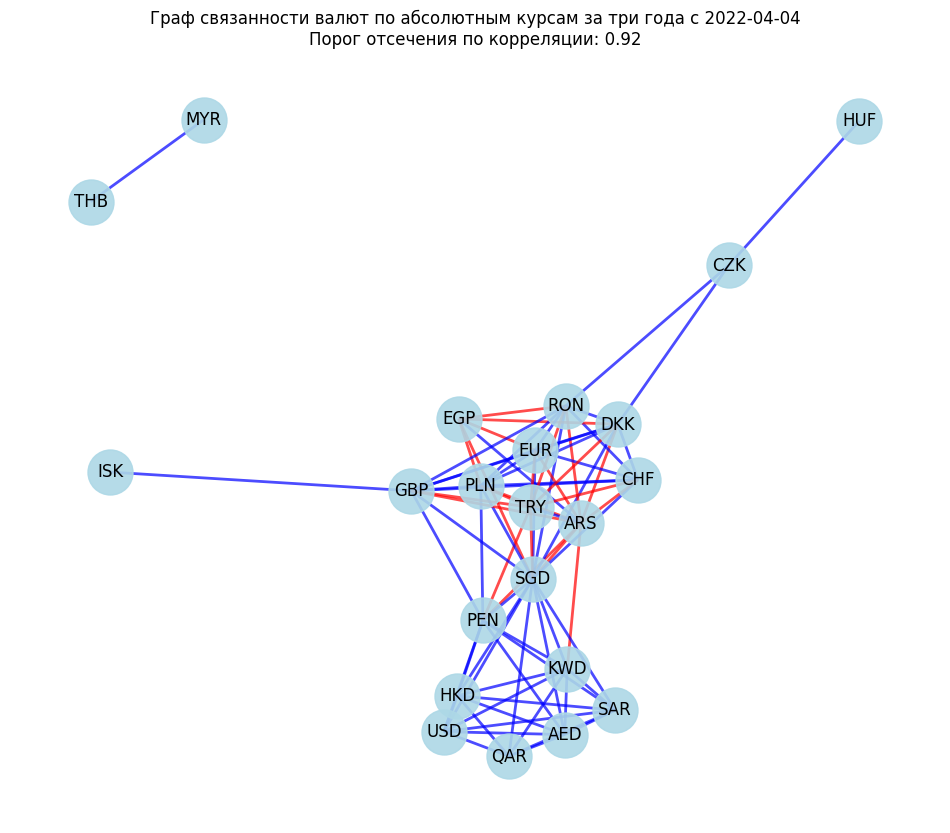 Граф связанности валют по абсолютным курсам за три года с 2022-04-04
Порог отсечения по корреляции: 0.92
MYR
HUF
THB
CZK
RON
EGP
DKK
EUR
ISK
CHF
PLN
GBP
TRY
ARS
SGD
PEN
KWD
HKD
SAR
USD
AED
QAR